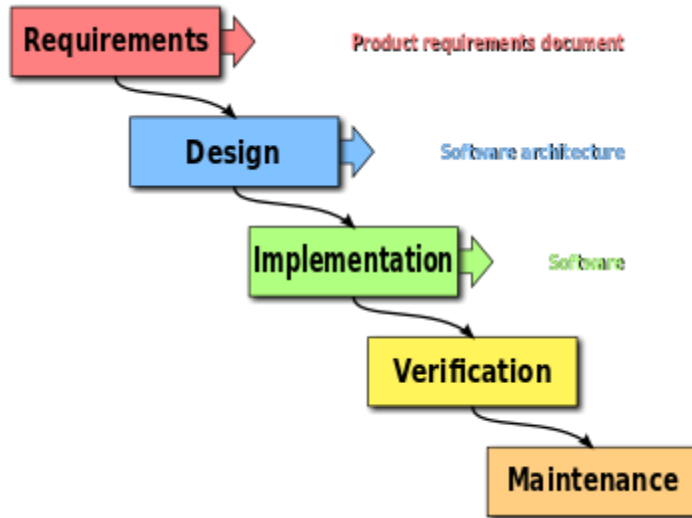 Requirements
Product requirements document
Design
Software architecture
Implementation
Software
Verification
Maintenance